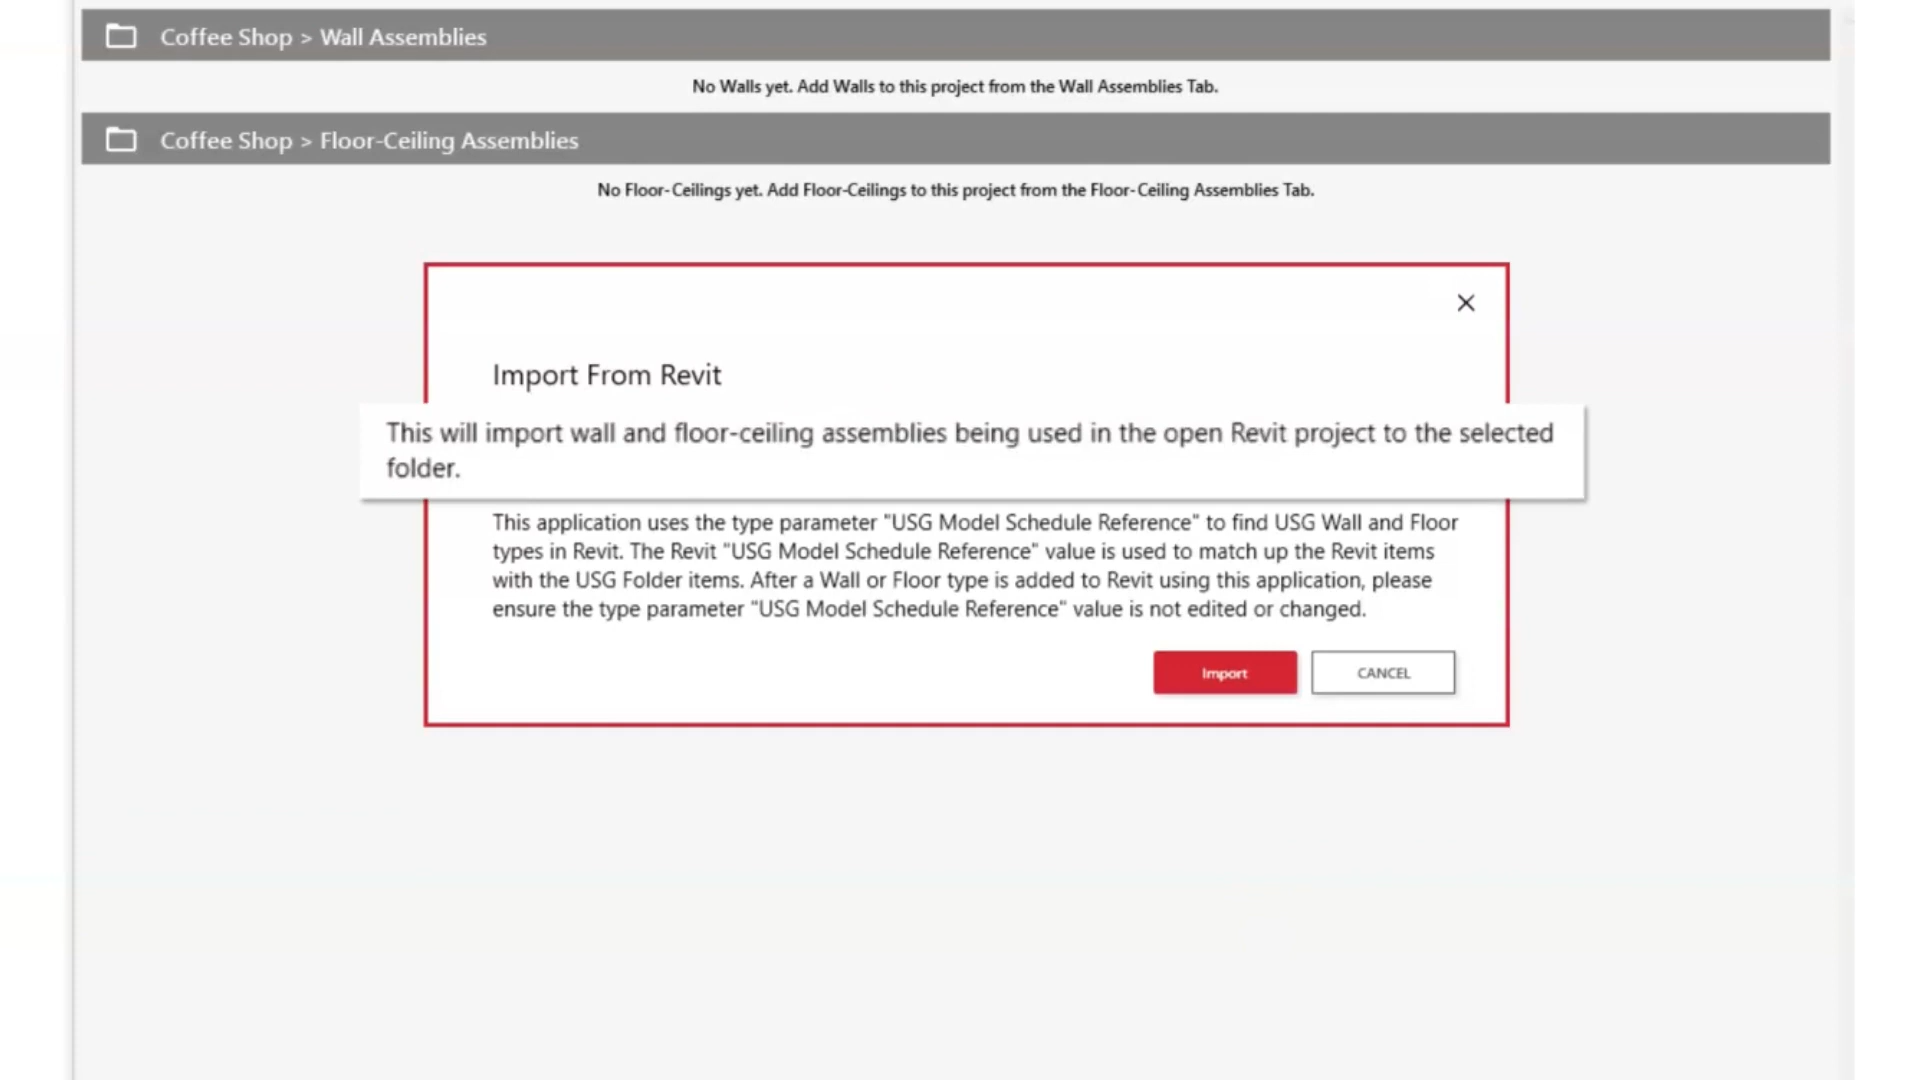 Coffee Shop > Wall Assemblies
No Walls yet. Add Walls to this project from the Wall Assemblies Tab.
Coffee Shop > Floor-Ceiling Assemblies
No Floor-Ceilings yet. Add Floor-Ceilings to this project from the Floor-Ceiling Assemblies Tab.
Import From Revit
This will import wall and floor-ceiling assemblies being used in the open Revit project to the selected
folder.
This application uses the type parameter "USG Model Schedule Reference" to find USG Wall and Floor
types in Revit. The Revit "USG Model Schedule Reference" value is used to match up the Revit items
with the USG Folder items. After a Wall or Floor type is added to Revit using this application, please
ensure the type parameter "USG Model Schedule Reference" value is not edited or changed.
Import
CANCEL